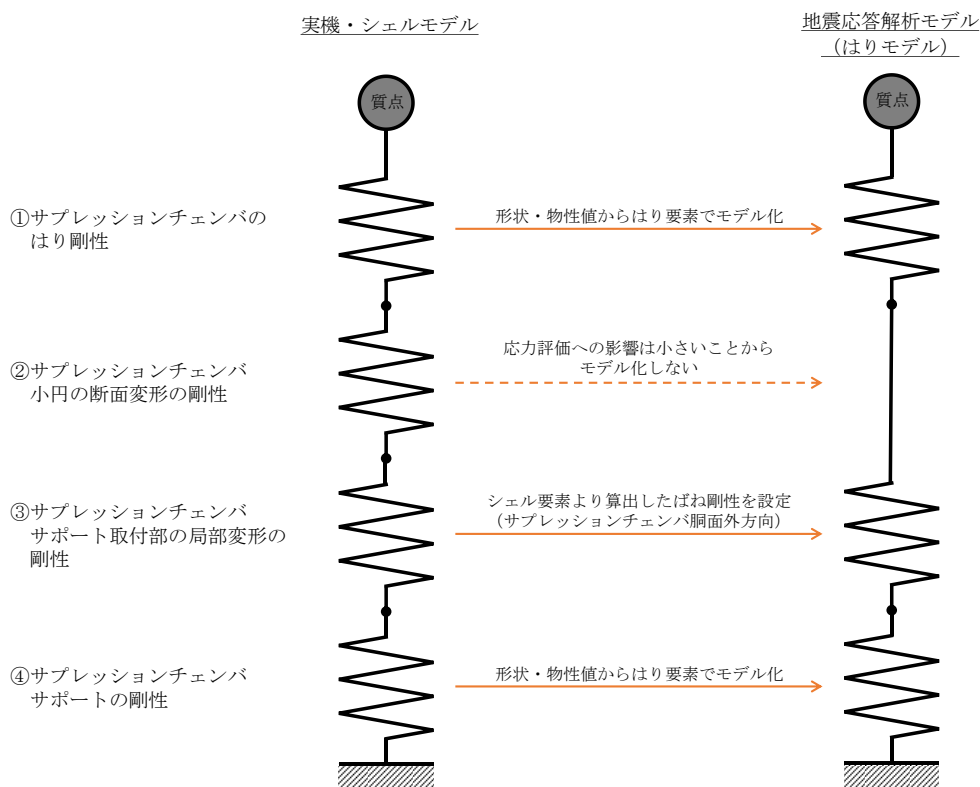 実機・シェルモデル
地震応答解析モデル
(はりモデル)
質点
質点
①サプレッションチェンバの
はり剛性
形状・物性値からはり要素でモデル化
②サプレッションチェンバ
小円の断面変形の剛性
応力評価への影響は小さいことから
モデル化しない
③サプレッションチェンバ
サポート取付部の局部変形の
剛性
シェル要素より算出したばね剛性を設定
(サプレッションチェンバ胴面外方向)
④サプレッションチェンバ
サポートの剛性
形状・物性値からはり要素でモデル化